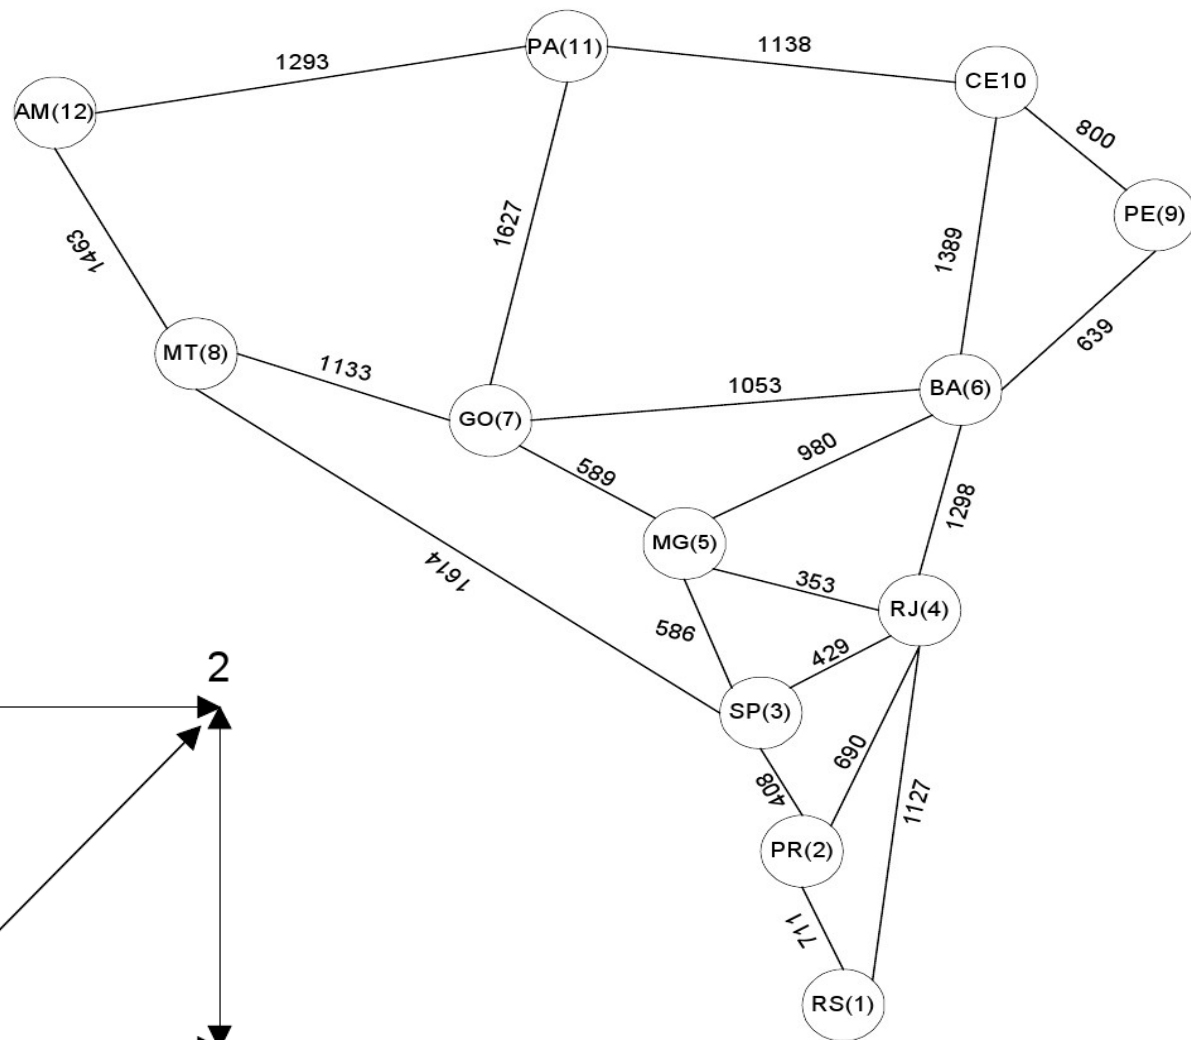 PA(11)
1138
1293
CE10
AM(12)
800
PE(9)
1627
1389
1463
639
MT(8)
1133
1053
BA(6)
GO(7)
980
589
1298
MG(5)
353
1614
RJ(4)
586
429
2
SP(3)
690
408
1127
PR(2)
711
RS(1)